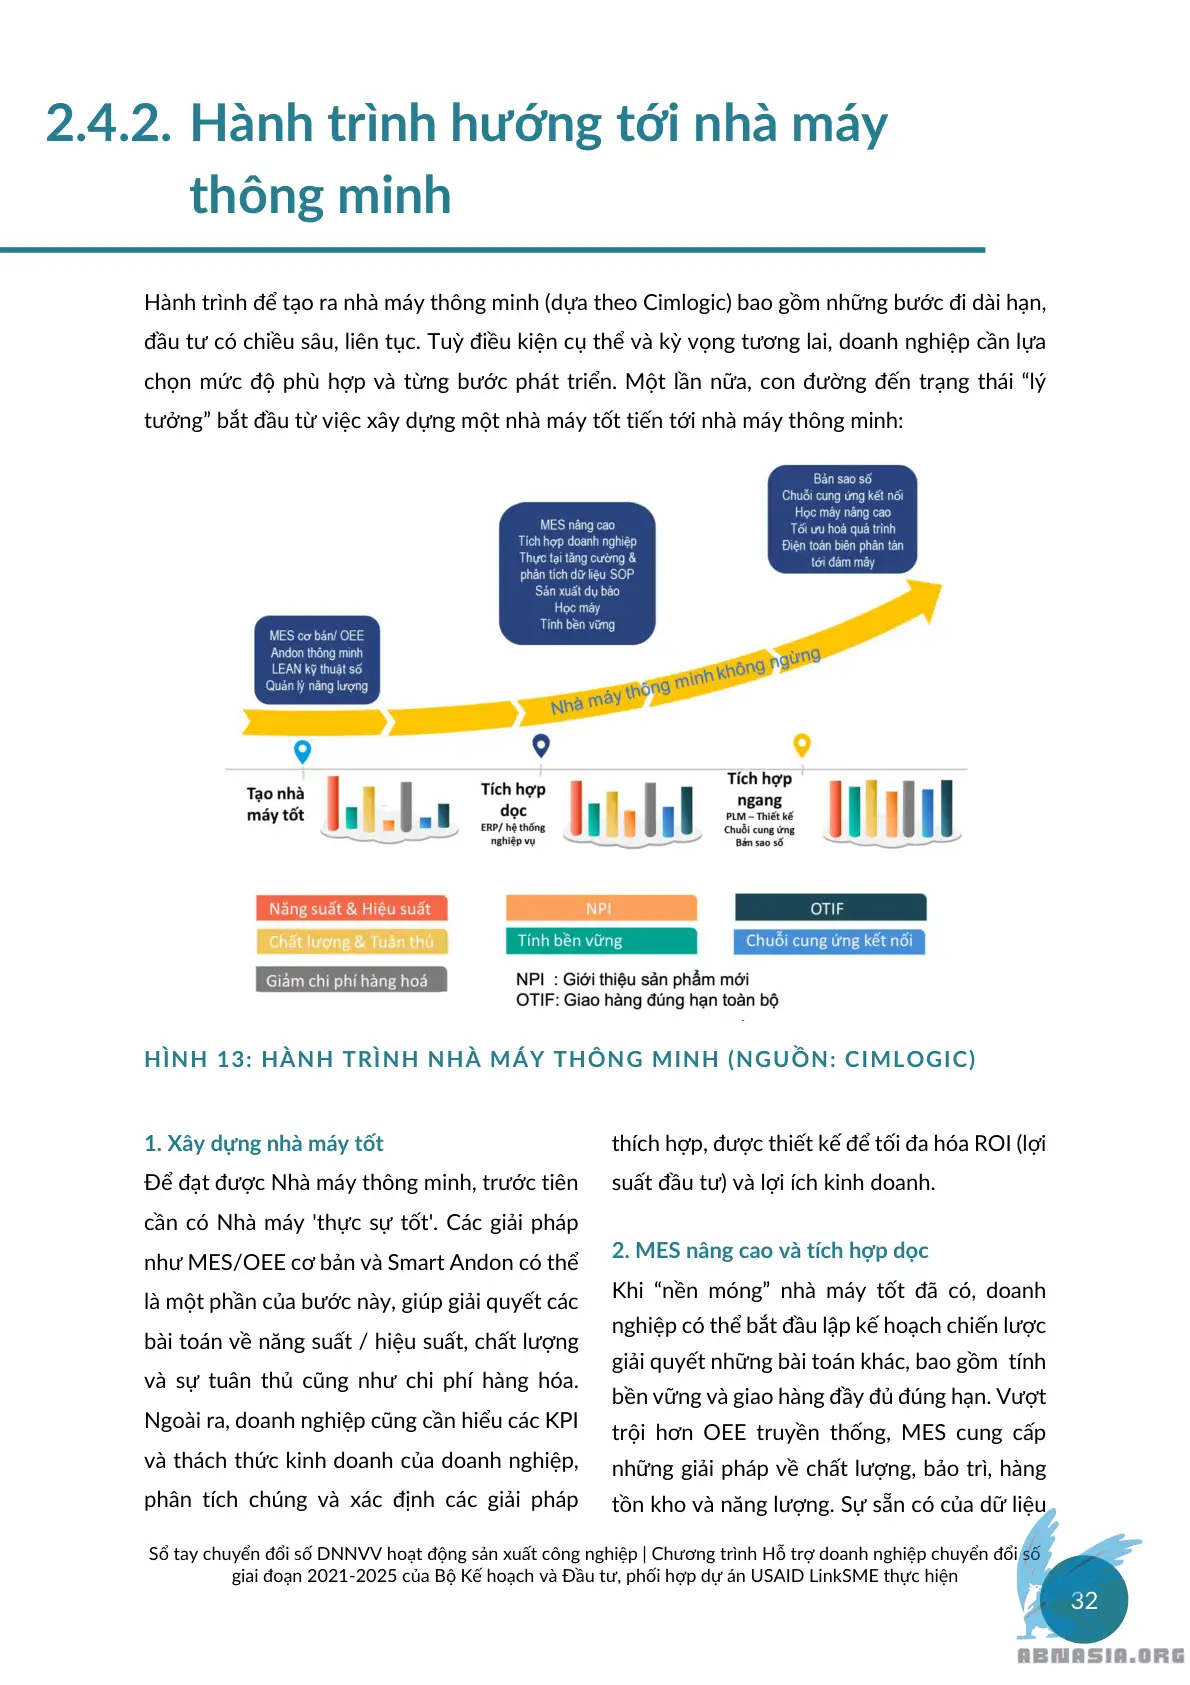 2.4.2. Hành trình hướng tới nhà máy
thông minh
Hành trình để tạo ra nhà máy thông minh (dựa theo Cimlogic) bao gồm những bước đi dài hạn,
đầu tư có chiều sâu, liên tục. Tuỳ điều kiện cụ thể và kỳ vọng tương lai, doanh nghiệp cần lựa
chọn mức độ phù hợp và từng bước phát triển. Một lần nữa, con đường đến trạng thái “lý
tưởng” bắt đầu từ việc xây dựng một nhà máy tốt tiến tới nhà máy thông minh:
Bản sao số
Chuỗi cung ứng kết nối
Học máy nâng cao
Tối ưu hoá quá trình
Điện toán biên phân tán
tới đám mây
MES nâng cao
Tích hợp doanh nghiệp
Thực tại tăng cường &
phân tích dữ liệu SOP
Sản xuất dự báo
Học máy
Tính bền vững
MES cơ bản/ OEE
Andon thông minh
LEAN kỹ thuật số
Quản lý năng lượng
Nhà máy thông minh không ngừng
Tạo nhà
máy tốt
Tích hợp
dọc
ERP/ hệ thống
nghiệp vụ
Tích hợp
ngang
PLM – Thiết kế
Chuỗi cung ứng
Bản sao số
Năng suất & Hiệu suất
NPI
OTIF
Chất lượng & Tuân thủ
Tính bền vững
Chuỗi cung ứng kết nối
Giảm chi phí hàng hoá
NPI : Giới thiệu sản phẩm mới
OTIF: Giao hàng đúng hạn toàn bộ
HÌNH 13: HÀNH TRÌNH NHÀ MÁY THÔNG MINH (NGUỒN: CIMLOGIC)
1. Xây dựng nhà máy tốt
Để đạt được Nhà máy thông minh, trước tiên
cần có Nhà máy 'thực sự tốt'. Các giải pháp
như MES/OEE cơ bản và Smart Andon có thể
là một phần của bước này, giúp giải quyết các
bài toán về năng suất / hiệu suất, chất lượng
và sự tuân thủ cũng như chi phí hàng hóa.
Ngoài ra, doanh nghiệp cũng cần hiểu các KPI
và thách thức kinh doanh của doanh nghiệp,
phân tích chúng và xác định các giải pháp
thích hợp, được thiết kế để tối đa hóa ROI (lợi
suất đầu tư) và lợi ích kinh doanh.
2. MES nâng cao và tích hợp dọc
Khi “nền móng” nhà máy tốt đã có, doanh
nghiệp có thể bắt đầu lập kế hoạch chiến lược
giải quyết những bài toán khác, bao gồm tính
bền vững và giao hàng đầy đủ đúng hạn. Vượt
trội hơn OEE truyền thống, MES cung cấp
những giải pháp về chất lượng, bảo trì, hàng
tồn kho và năng lượng. Sự sẵn có của dữ liệu
Sổ tay chuyển đổi số DNNVV hoạt động sản xuất công nghiệp | Chương trình Hỗ trợ doanh nghiệp chuyển đổi số
giai đoạn 2021-2025 của Bộ Kế hoạch và Đầu tư, phối hợp dự án USAID LinkSME thực hiện
32
ABNASIA.ORG